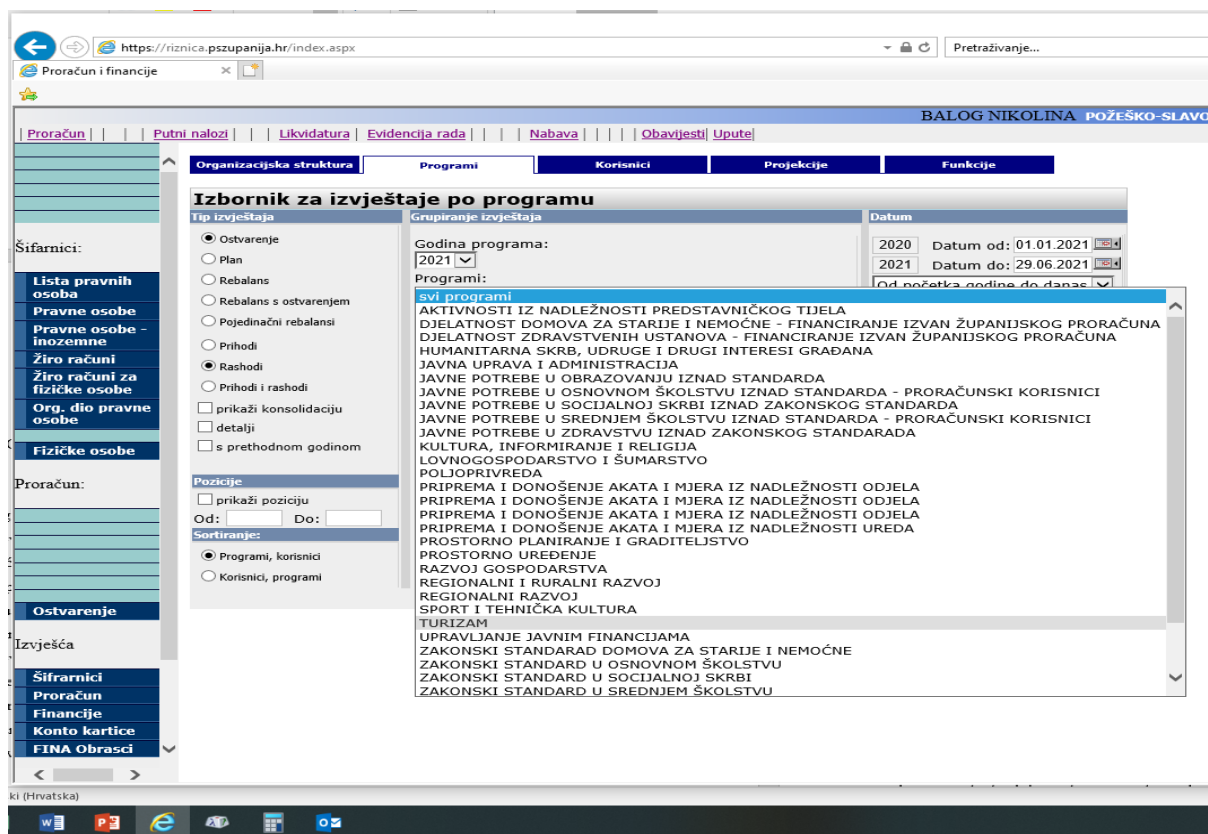 https://riznica.pszupanija.hr/index.aspx
Pretraživanje...
Proračun i financije
BALOG NIKOLINA POŽEŠKO-SLAVO
| Proračun | | | | Putni nalozi | | | Likvidatura | Evidencija rada | | | | Nabava | | | | | Obavijesti | Upute |
Organizacijska struktura Programi Korisnici Projekcije Funkcije
Izbornik za izvještaje po programu
Tip izvještaja Grupiranje izvještaja Datum
Šifarnici:
Lista pravnih
osoba
Pravne osobe
Pravne osobe -
inozemne
Žiro računi
Žiro računi za
fizičke osobe
Org. dio pravne
osobe
Fizičke osobe
Proračun:
Ostvarenje
Izvješća
Šifrarnici
Proračun
Financije
Konto kartice
FINA Obrasci
Ostvarenje
Plan
Rebalans
Rebalans s ostvarenjem
Pojedinačni rebalansi
Prihodi
Rashodi
Prihodi i rashodi
prikaži konsolidaciju
detalji
s prethodnom godinom
Pozicije
prikaži poziciju
Od: Do:
Sortiranje:
Programi, korisnici
Korisnici, programi
Godina programa:
2021
Programi:
2020 Datum od: 01.01.2021
2021 Datum do: 29.06.2021
Od početka godine do danas
svi programi
AKTIVNOSTI IZ NADLEŽNOSTI PREDSTAVNIČKOG TIJELA
DJELATNOST DOMOVA ZA STARIJE I NEMOĆNE - FINANCIRANJE IZVAN ŽUPANIJSKOG PRORAČUNA
DJELATNOST ZDRAVSTVENIH USTANOVA - FINANCIRANJE IZVAN ŽUPANIJSKOG PRORAČUNA
HUMANITARNA SKRB, UDRUGE I DRUGI INTERESI GRAĐANA
JAVNA UPRAVA I ADMINISTRACIJA
JAVNE POTREBE U OBRAZOVANJU IZNAD STANDARDA
JAVNE POTREBE U OSNOVNOM ŠKOLSTVU IZNAD STANDARDA - PRORAČUNSKI KORISNICI
JAVNE POTREBE U SOCIJALNOJ SKRBI IZNAD ZAKONSKOG STANDARDA
JAVNE POTREBE U SREDNJEM ŠKOLSTVU IZNAD STANDARDA - PRORAČUNSKI KORISNICI
JAVNE POTREBE U ZDRAVSTVU IZNAD ZAKONSKOG STANDARADA
KULTURA, INFORMIRANJE I RELIGIJA
LOVNOGOSPODARSTVO I ŠUMARSTVO
POLJOPRIVREDA
PRIPREMA I DONOŠENJE AKATA I MJERA IZ NADLEŽNOSTI ODJELA
PRIPREMA I DONOŠENJE AKATA I MJERA IZ NADLEŽNOSTI ODJELA
PRIPREMA I DONOŠENJE AKATA I MJERA IZ NADLEŽNOSTI ODJELA
PRIPREMA I DONOŠENJE AKATA I MJERA IZ NADLEŽNOSTI UREDA
PROSTORNO PLANIRANJE I GRADITELJSTVO
PROSTORNO UREĐENJE
RAZVOJ GOSPODARSTVA
REGIONALNI I RURALNI RAZVOJ
REGIONALNI RAZVOJ
SPORT I TEHNIČKA KULTURA
TURIZAM
UPRAVLJANJE JAVNIM FINANCIJAMA
ZAKONSKI STANDARAD DOMOVA ZA STARIJE I NEMOĆNE
ZAKONSKI STANDARD U OSNOVNOM ŠKOLSTVU
ZAKONSKI STANDARD U SOCIJALNOJ SKRBI
ZAKONSKI STANDARD U SREDNJEM ŠKOLSTVU
ki (Hrvatska)